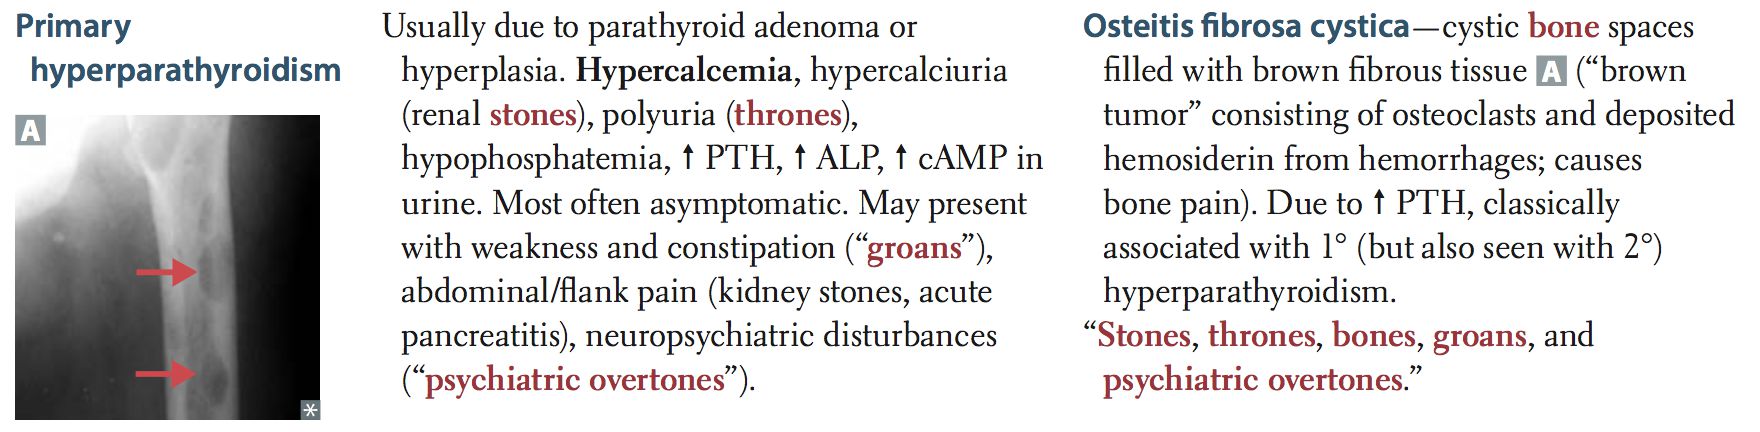 Primary
hyperparathyroidism
A
*
Usually due to parathyroid adenoma or
hyperplasia. Hypercalcemia, hypercalciuria
(renal stones), polyuria (thrones),
hypophosphatemia, ↑ PTH, ↑ ALP, ↑ cAMP in
urine. Most often asymptomatic. May present
with weakness and constipation (“groans”),
abdominal/flank pain (kidney stones, acute
pancreatitis), neuropsychiatric disturbances
(“psychiatric overtones”).
Osteitis fibrosa cystica—cystic bone spaces
filled with brown fibrous tissue A (“brown
tumor” consisting of osteoclasts and deposited
hemosiderin from hemorrhages; causes
bone pain). Due to ↑ PTH, classically
associated with 1° (but also seen with 2°)
hyperparathyroidism.
“Stones, thrones, bones, groans, and
psychiatric overtones.”